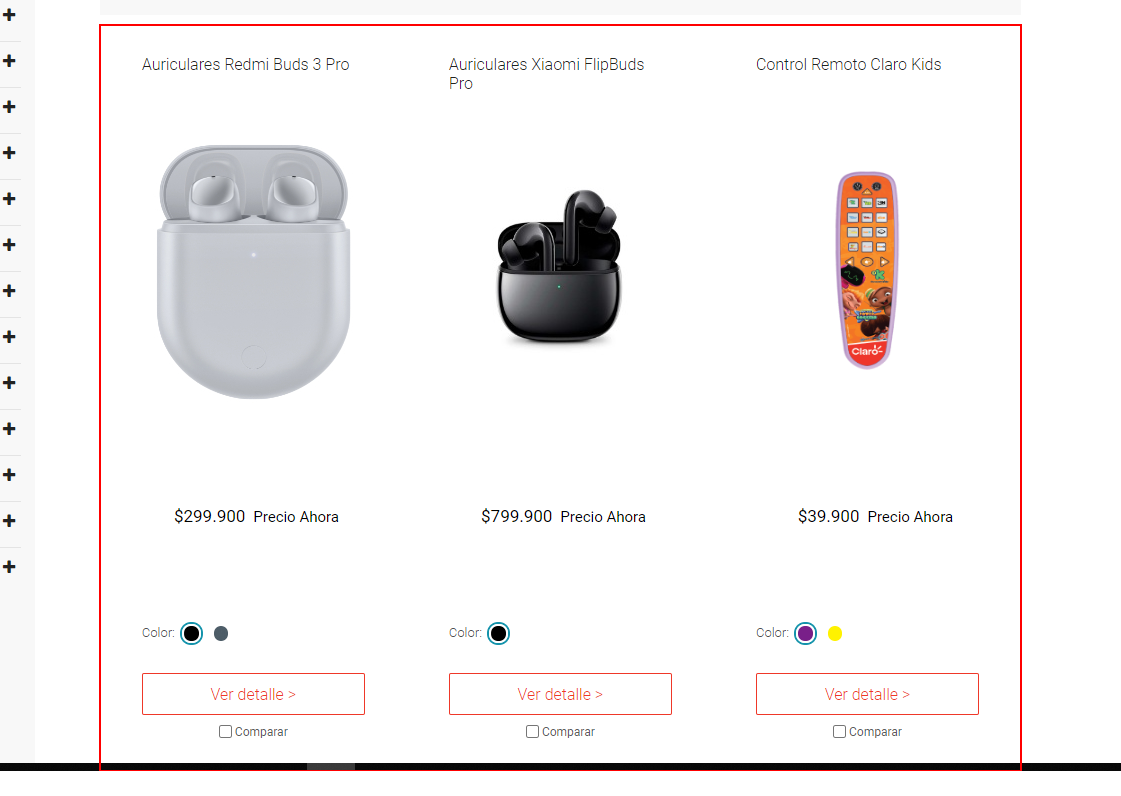 Auriculares Redmi Buds 3 Pro
Auriculares Xiaomi FlipBuds
Pro
Control Remoto Claro Kids
Claro
$299.900 Precio Ahora
$799.900 Precio Ahora
$39.900 Precio Ahora
Color:
Color:
Color:
Ver detalle >
Ver detalle >
Ver detalle >
Comparar
Comparar
Comparar